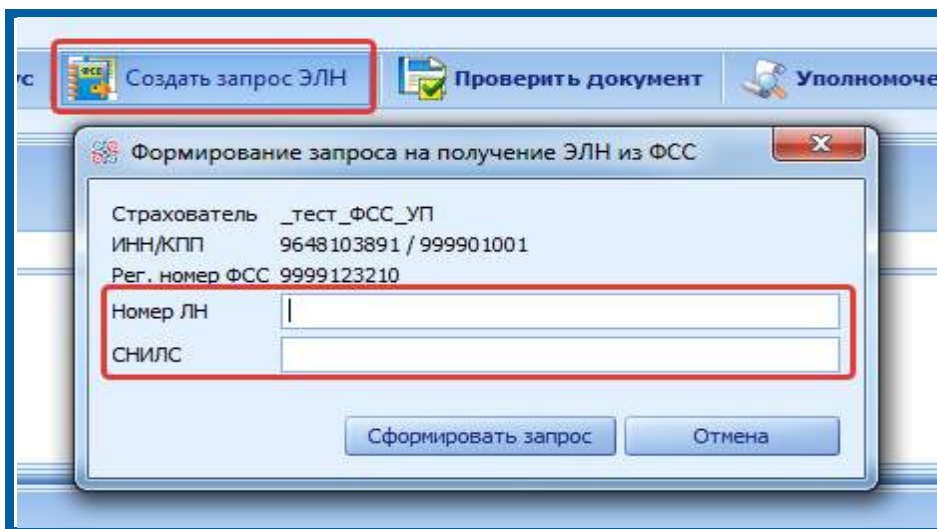 ус Создать запрос ЭЛН Проверить документ Уполномоче
Формирование запроса на получение ЭЛН из ФСС
Страхователь _тест_ФСС_УП
ИНН/КПП 9648103891 / 999901001
Рег. номер ФСС 9999123210
Номер ЛН
СНИЛС
Сформировать запрос Отмена